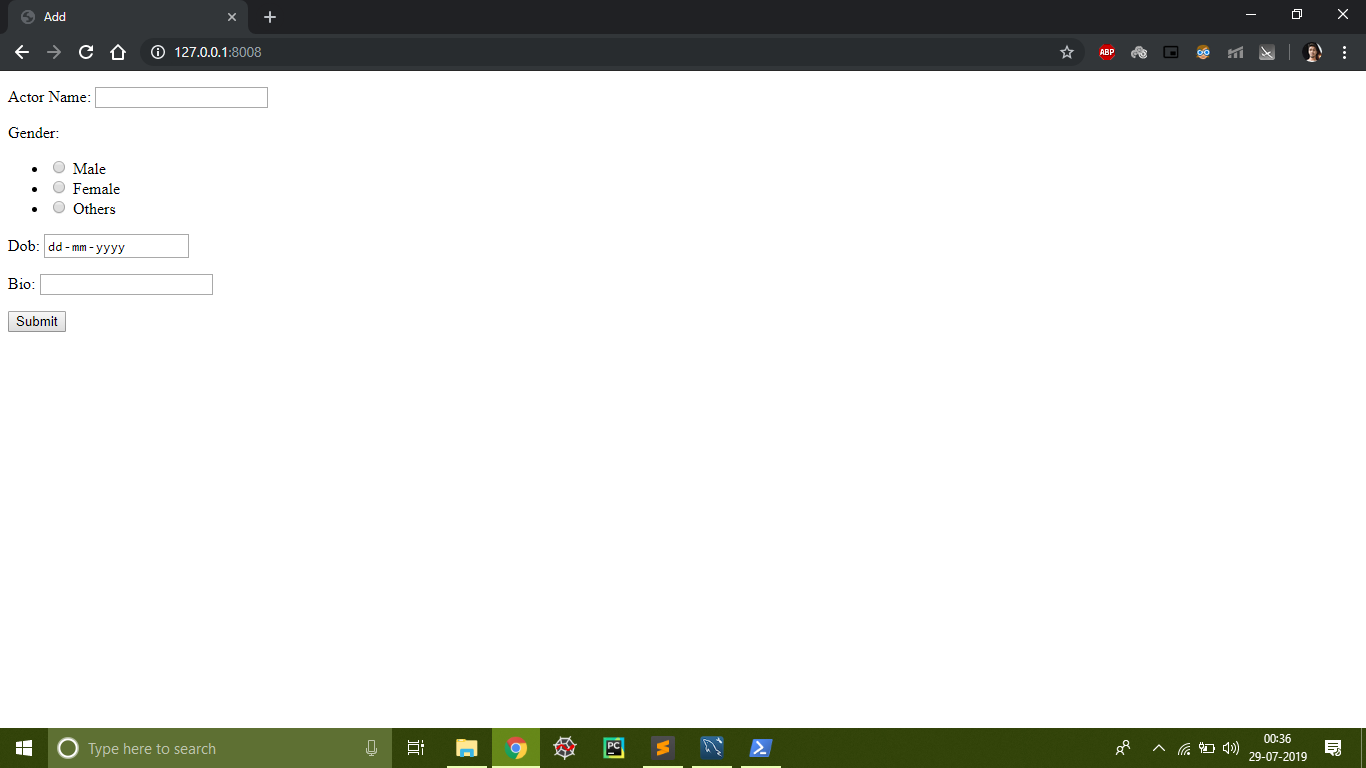 Add
127.0.0.1:8008
ABP
Actor Name:
Gender:
Male
Female
Others
Dob: dd-mm-yyyy
Bio:
Submit
Type here to search
PC
00:36
29-07-2019